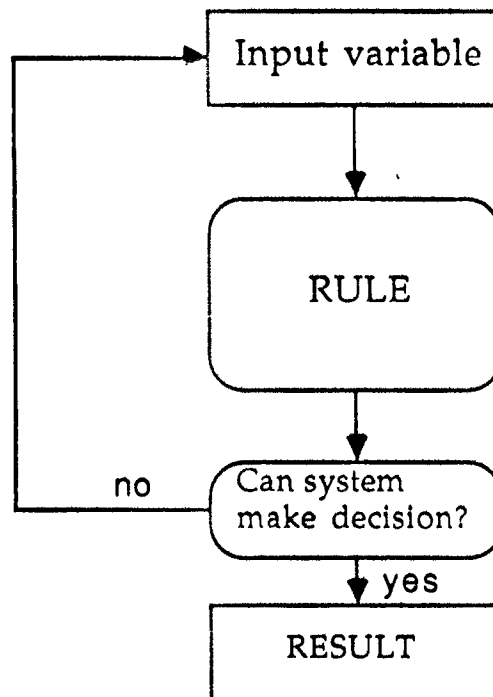 Input variable
RULE
Can system
make decision?
no
yes
RESULT